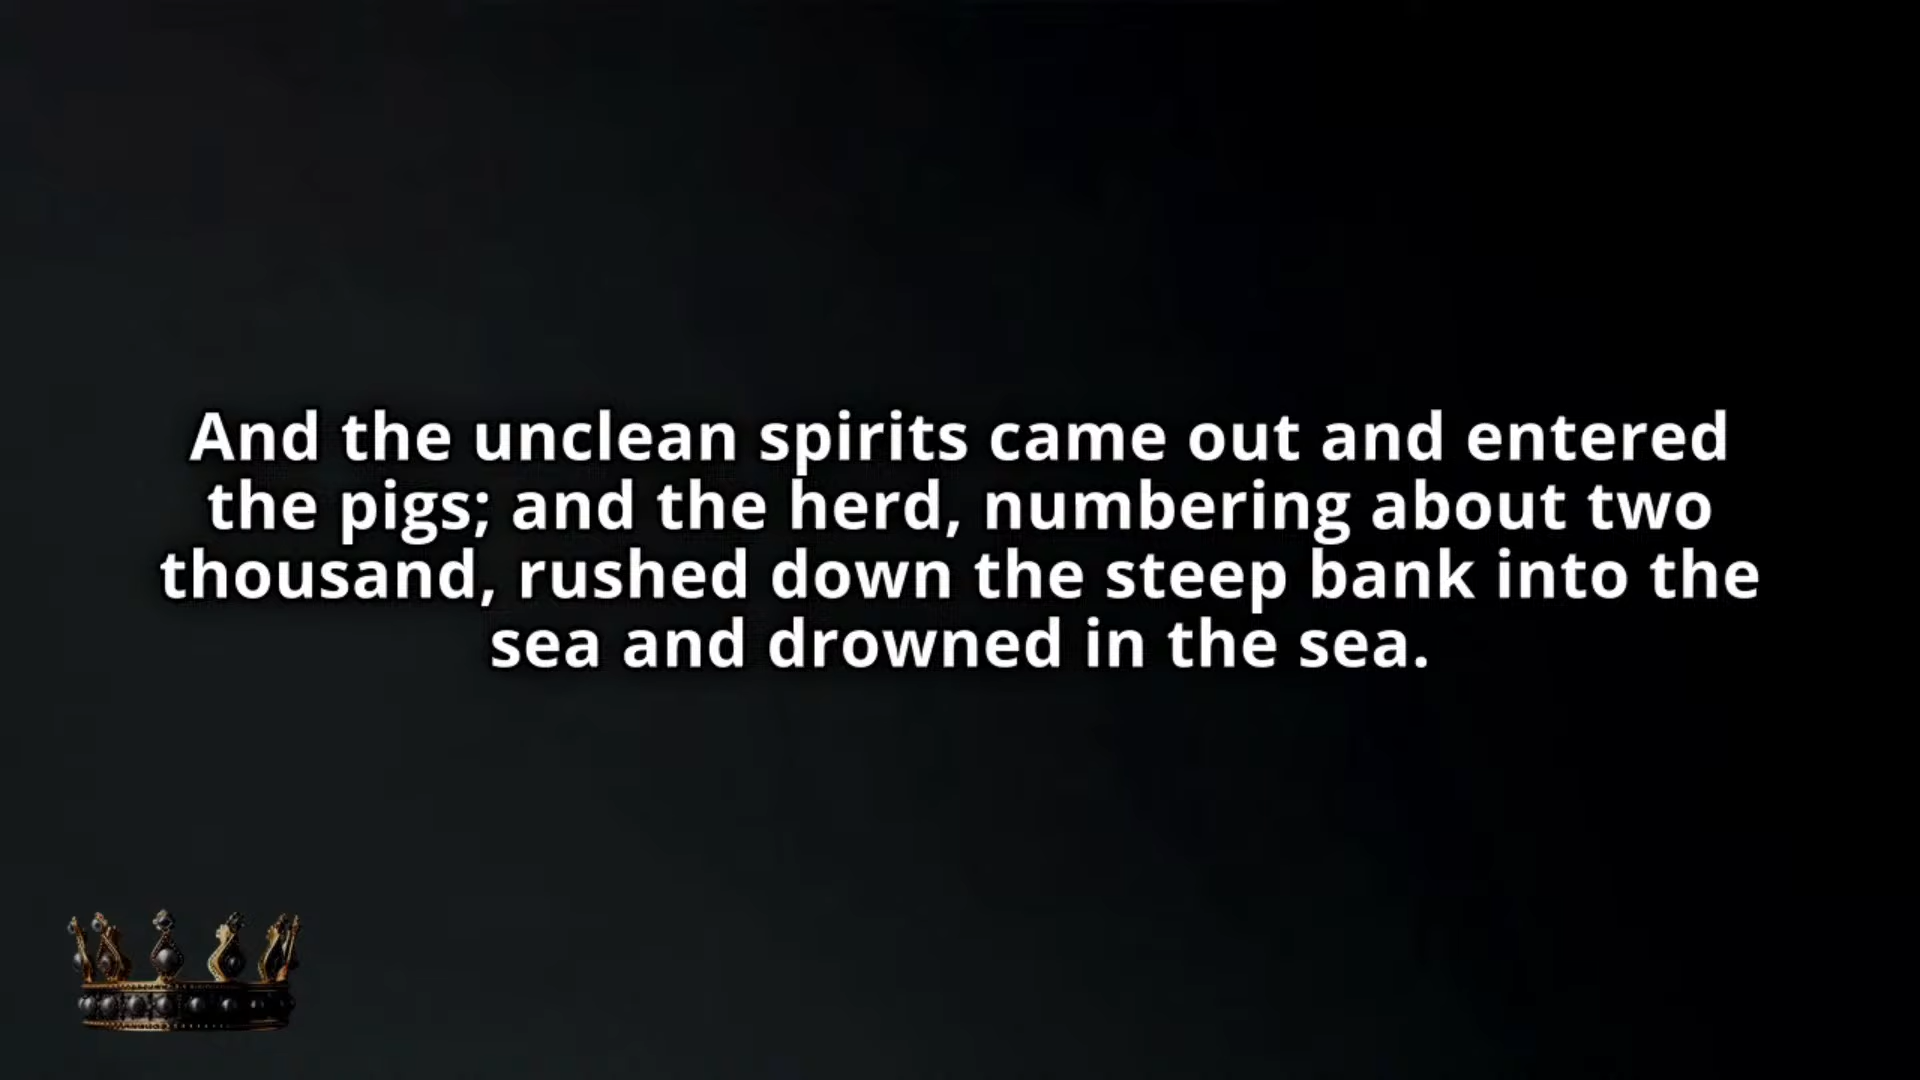 And the unclean spirits came out and entered
the pigs; and the herd, numbering about two
thousand, rushed down the steep bank into the
sea and drowned in the sea.